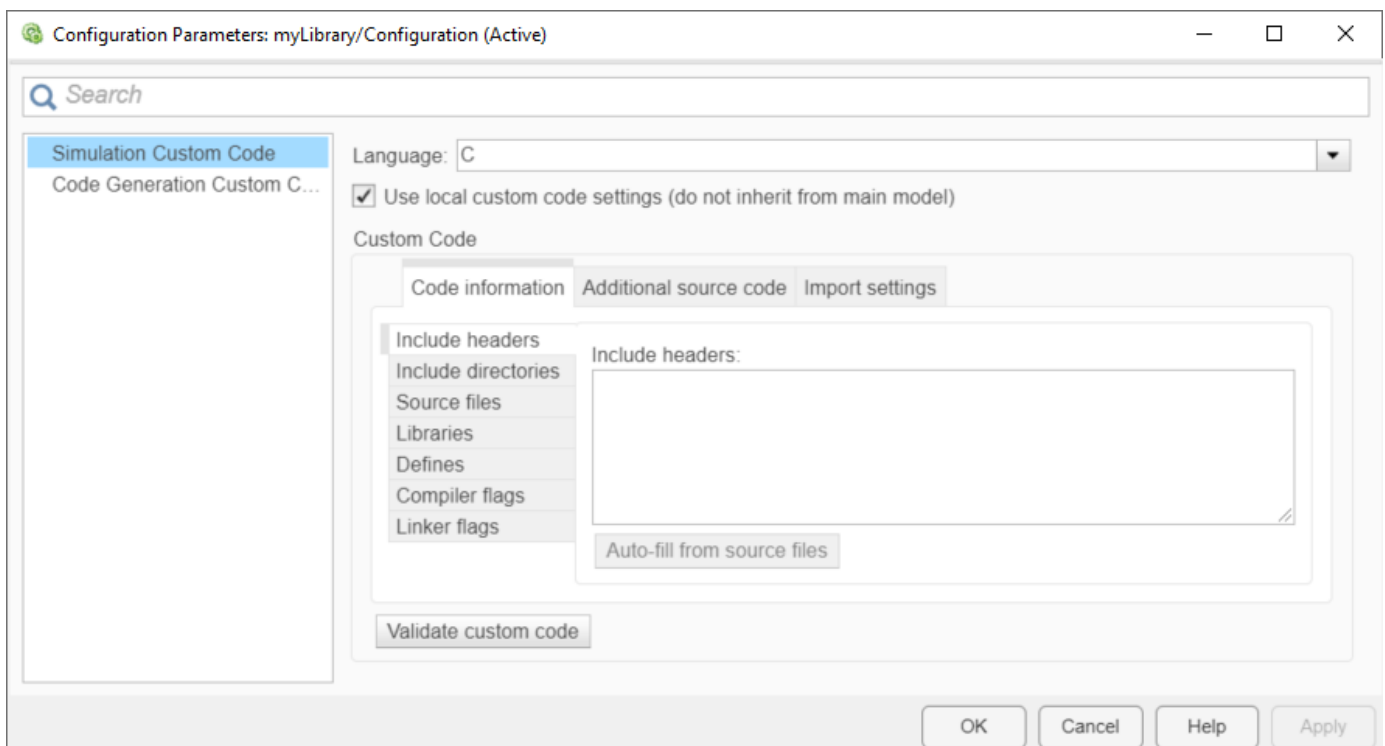 Configuration Parameters: myLibrary/Configuration (Active)
Search
Simulation Custom Code
Code Generation Custom C...
Language: C
Use local custom code settings (do not inherit from main model)
Custom Code
Code information Additional source code Import settings
Include headers
Include directories
Source files
Libraries
Defines
Compiler flags
Linker flags
Include headers:
Auto-fill from source files
Validate custom code
OK Cancel Help Apply